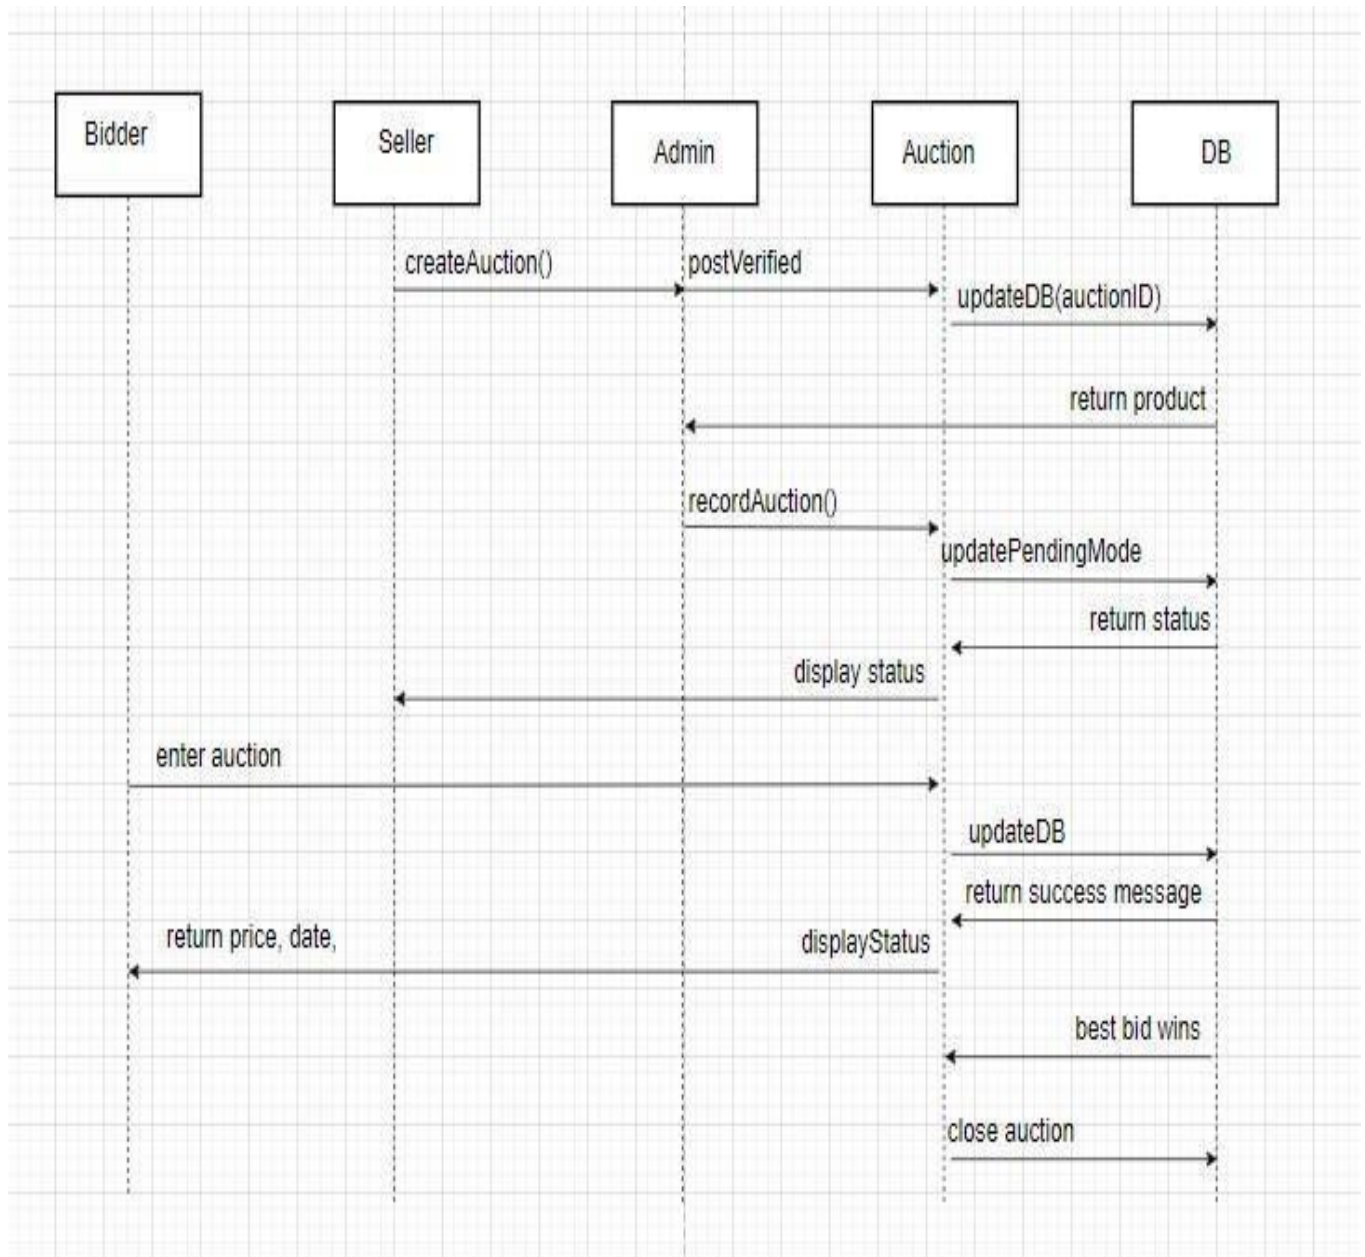 Bidder
Seller
Admin
Auction
DB
createAuction()
postVerified
updateDB(auctionID)
return product
recordAuction()
updatePendingMode
return status
display status
enter auction
updateDB
return success message
return price, date,
displayStatus
best bid wins
close auction